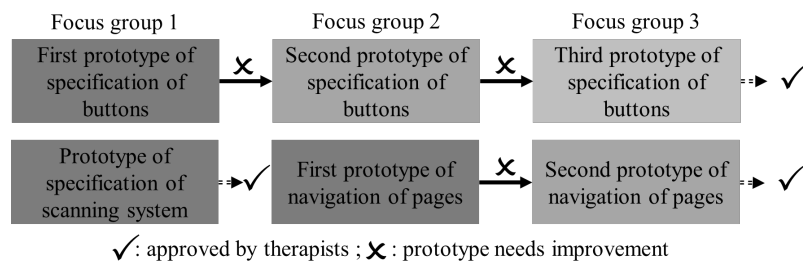 Focus group 1
Focus group 2
Focus group 3
First prototype of
specification of
buttons
Second prototype of
specification of
buttons
Third prototype of
specification of
buttons
Prototype of
specification of
scanning system
First prototype of
navigation of pages
Second prototype of
navigation of pages
✓: approved by therapists ; ✗ : prototype needs improvement